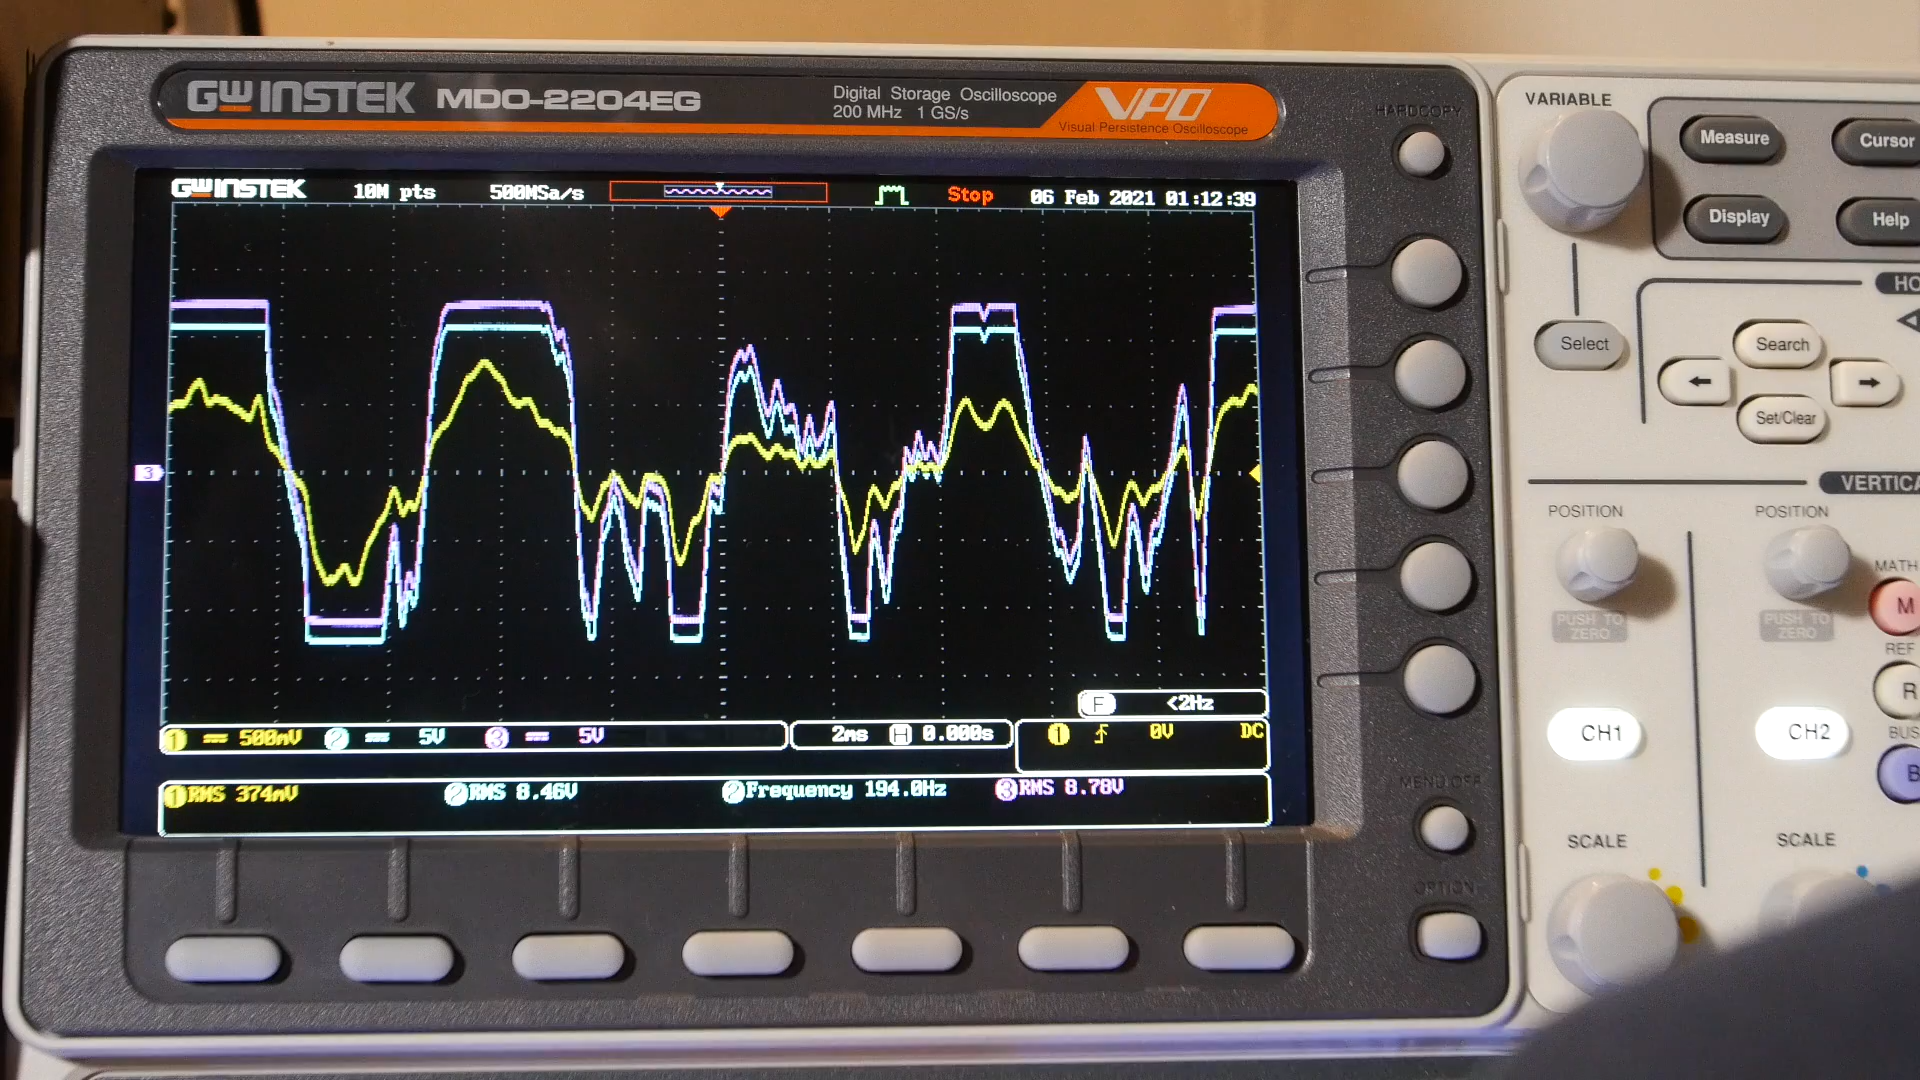 GW INSTEK MDO-2204EG Digital Storage Oscilloscope
200 MHz 1 GS/s
VPO
Visual Persistence Oscilloscope
HARDCOPY
VARIABLE
Measure
Cursor
Display
Help
GW INSTEK 10M pts 500MSa/s Stop 06 Feb 2021 01:12:39
HO
Select
Search
Set/Clear
3
VERTICA
POSITION
POSITION
MATH
M
PUSH TO
ZERO
PUSH TO
ZERO
REF
R
F <2Hz
1 500mV 2 5V 3 5V 2ms H 0.000s 1 0V DC
CH1
CH2
BUS
B
1 RMS 374mV 2 RMS 8.46V 2 Frequency 194.0Hz 3 RMS 8.78V
MENU OFF
SCALE
SCALE
OPTION